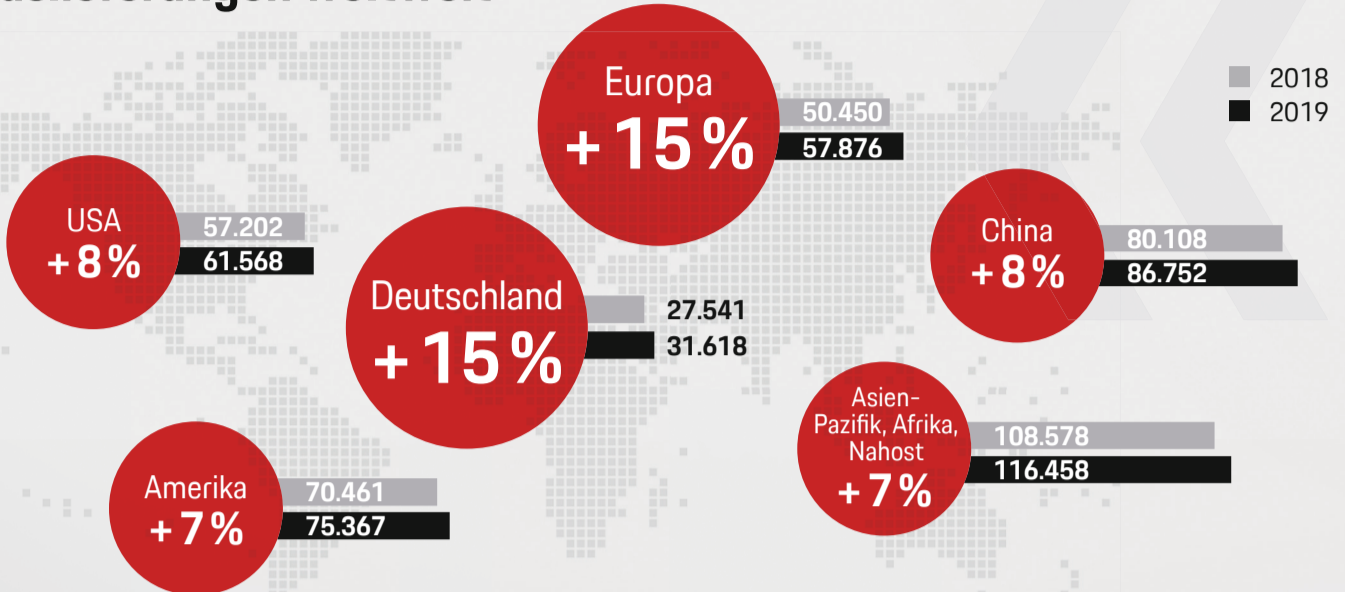 Europa
+ 15 %
50.450
57.876
2018
2019
USA
+ 8 %
57.202
61.568
China
+ 8 %
80.108
86.752
Deutschland
+ 15 %
27.541
31.618
Asien-
Pazifik, Afrika,
Nahost
+ 7 %
108.578
116.458
Amerika
+ 7 %
70.461
75.367